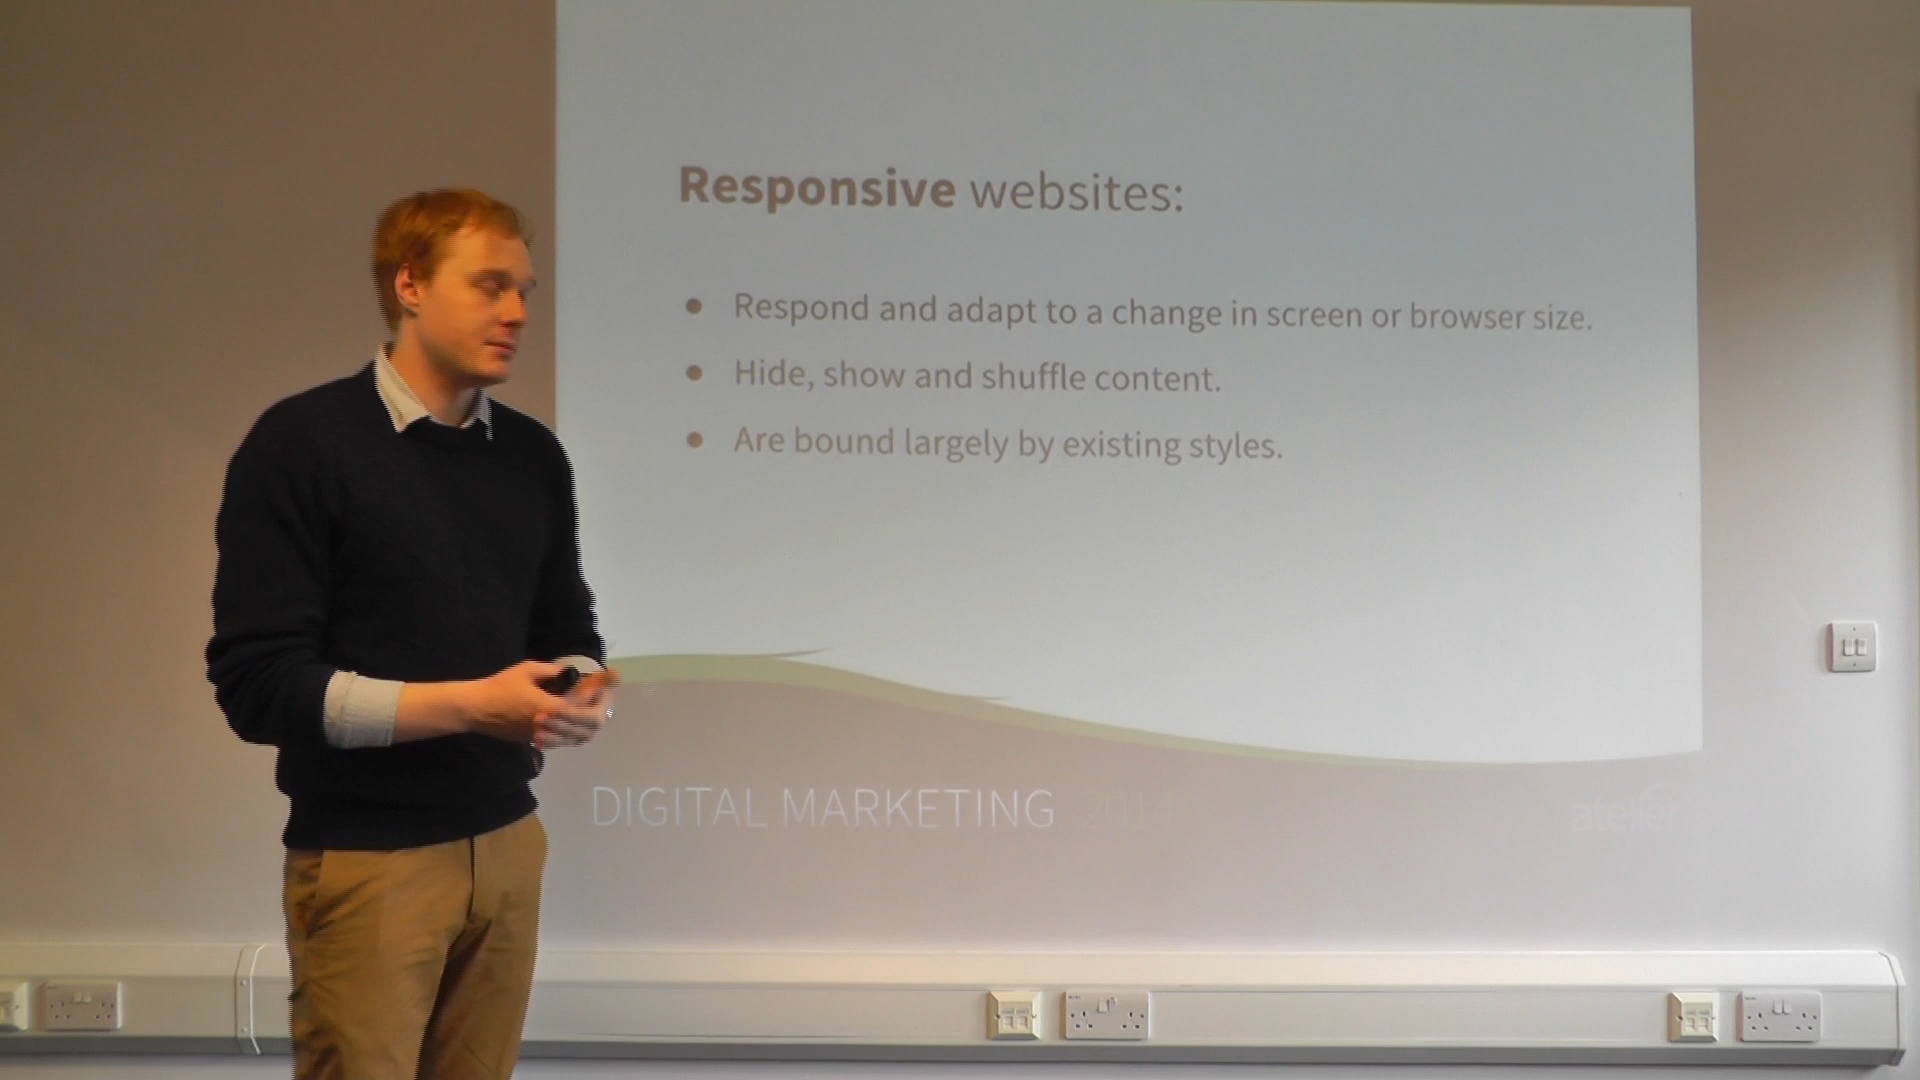 Responsive websites:
• Respond and adapt to a change in screen or browser size.
• Hide, show and shuffle content.
• Are bound largely by existing styles.
DIGITAL MARKETING 2014
atelier